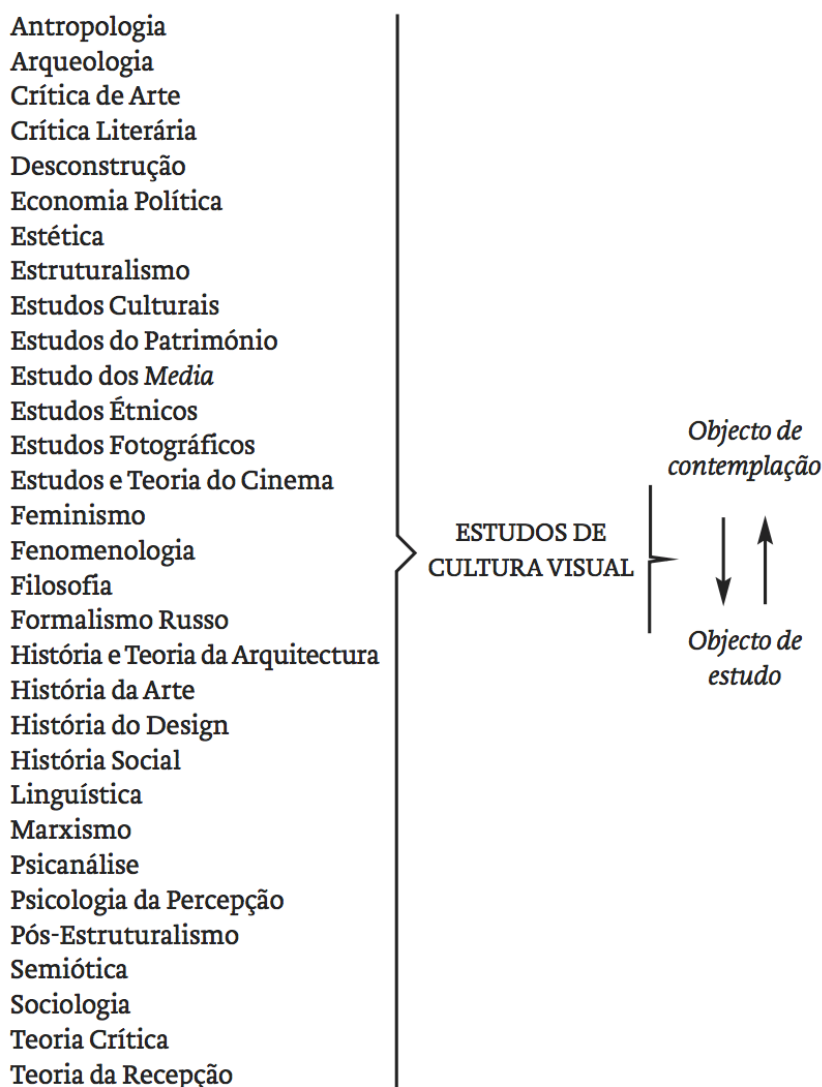 Antropologia
Arqueologia
Crítica de Arte
Crítica Literária
Desconstrução
Economia Política
Estética
Estruturalismo
Estudos Culturais
Estudos do Património
Estudo dos Media
Estudos Étnicos
Estudos Fotográficos
Estudos e Teoria do Cinema
Feminismo
Fenomenologia
Filosofia
Formalismo Russo
História e Teoria da Arquitectura
História da Arte
História do Design
História Social
Linguística
Marxismo
Psicanálise
Psicologia da Percepção
Pós-Estruturalismo
Semiótica
Sociologia
Teoria Crítica
Teoria da Recepção
ESTUDOS DE
CULTURA VISUAL
Objecto de
contemplação
Objecto de
estudo